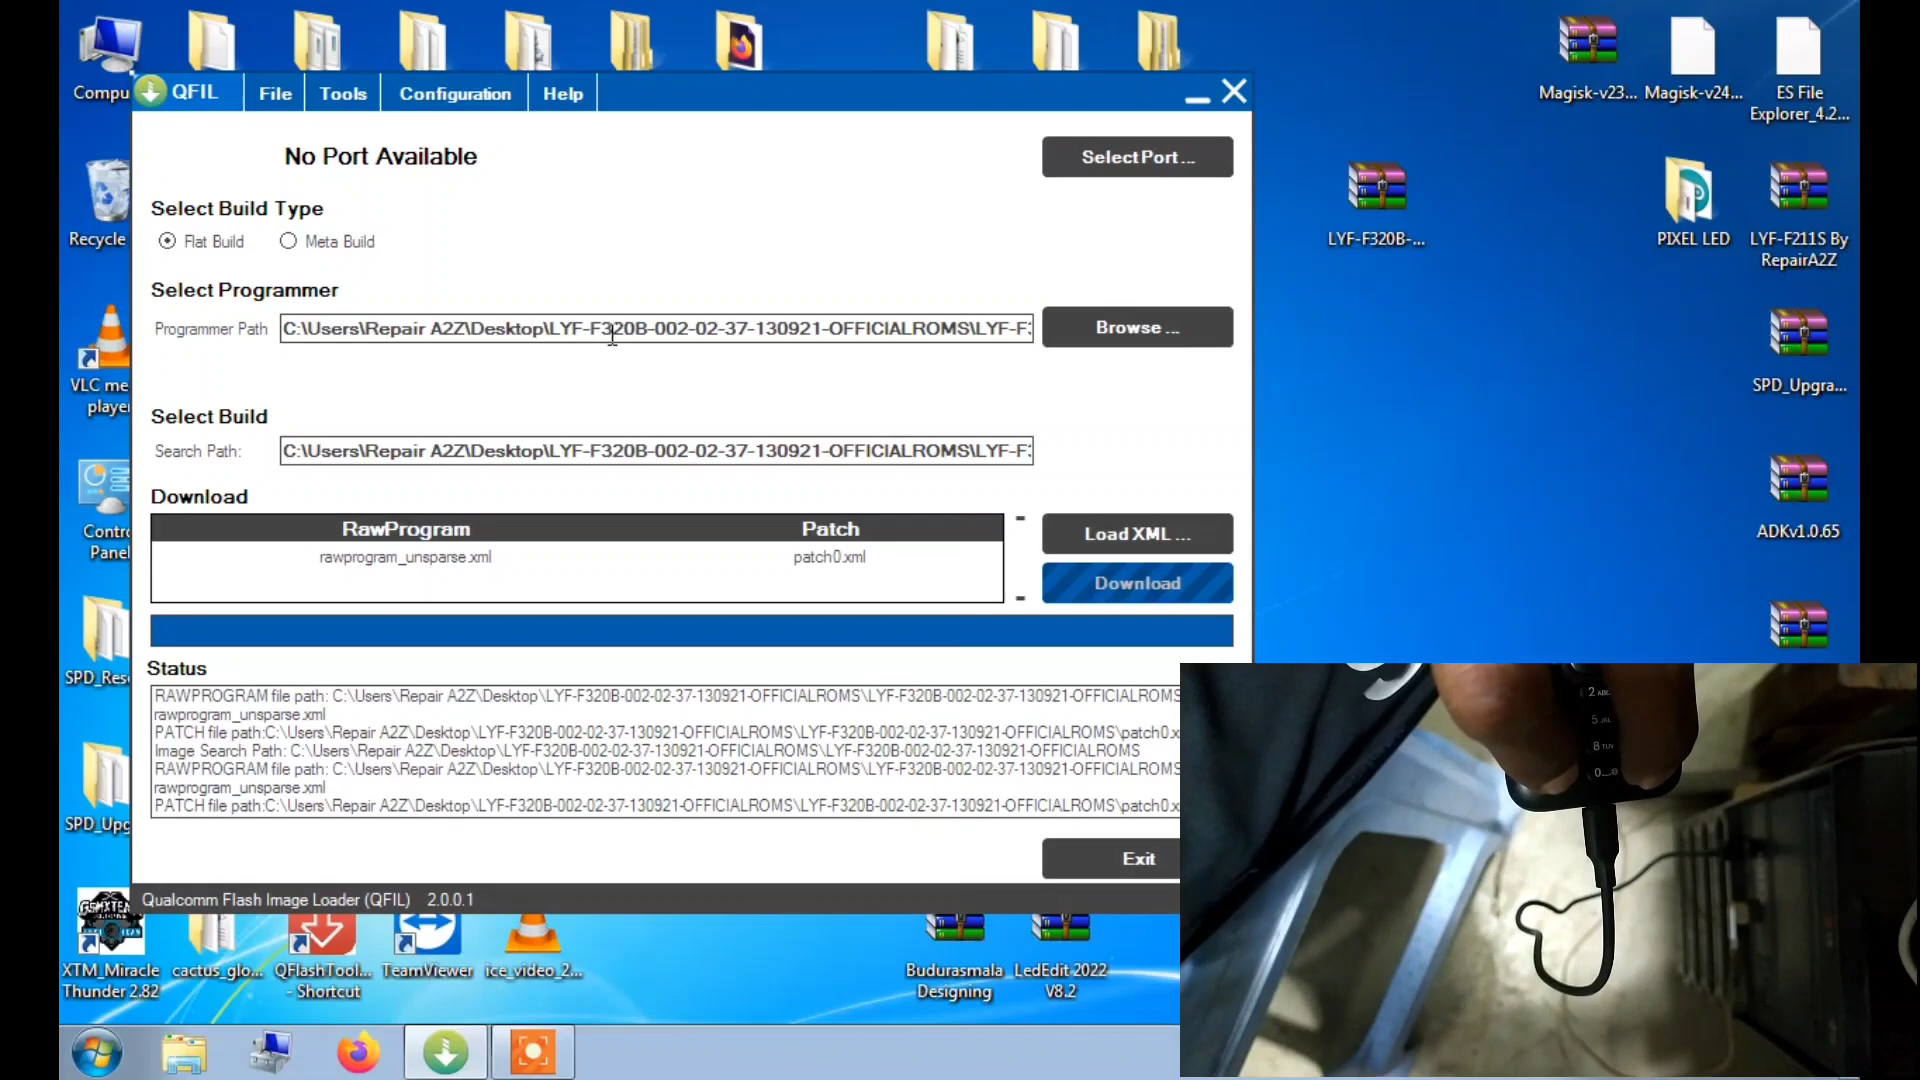 Magisk-v23...
Magisk-v24...
ES File
Explorer_4.2...
Compu
QFIL
File
Tools
Configuration
Help
No Port Available
Select Port ...
Select Build Type
Flat Build
Meta Build
Select Programmer
Programmer Path
C:\Users\Repair A2Z\Desktop\LYF-F320B-002-02-37-130921-OFFICIALROMS\LYF-F
Browse ...
Select Build
Search Path:
C:\Users\Repair A2Z\Desktop\LYF-F320B-002-02-37-130921-OFFICIALROMS\LYF-F
Download
RawProgram
Patch
rawprogram_unsparse.xml
patch0.xml
Load XML ...
Download
Status
RAWPROGRAM file path: C:\Users\Repair A2Z\Desktop\LYF-F320B-002-02-37-130921-OFFICIALROMS\LYF-F320B-002-02-37-130921-OFFICIALROMS
rawprogram_unsparse.xml
PATCH file path:C:\Users\Repair A2Z\Desktop\LYF-F320B-002-02-37-130921-OFFICIALROMS\LYF-F320B-002-02-37-130921-OFFICIALROMS\patch0.x
Image Search Path: C:\Users\Repair A2Z\Desktop\LYF-F320B-002-02-37-130921-OFFICIALROMS\LYF-F320B-002-02-37-130921-OFFICIALROMS
RAWPROGRAM file path: C:\Users\Repair A2Z\Desktop\LYF-F320B-002-02-37-130921-OFFICIALROMS\LYF-F320B-002-02-37-130921-OFFICIALROMS
rawprogram_unsparse.xml
PATCH file path:C:\Users\Repair A2Z\Desktop\LYF-F320B-002-02-37-130921-OFFICIALROMS\LYF-F320B-002-02-37-130921-OFFICIALROMS\patch0.x
Exit
Qualcomm Flash Image Loader (QFIL) 2.0.0.1
Recycle
VLC me
player
Contro
Panel
SPD_Res
SPD_Upg
LYF-F320B-...
PIXEL LED
LYF-F211S By
RepairA2Z
SPD_Upgra...
ADKv1.0.65
2 ABC
5 JKL
8 TUV
0
XTM_Miracle
Thunder 2.82
cactus_glo...
QFlashTool...
- Shortcut
TeamViewer
ice_video_2...
Budurasmala
Designing
LedEdit 2022
V8.2